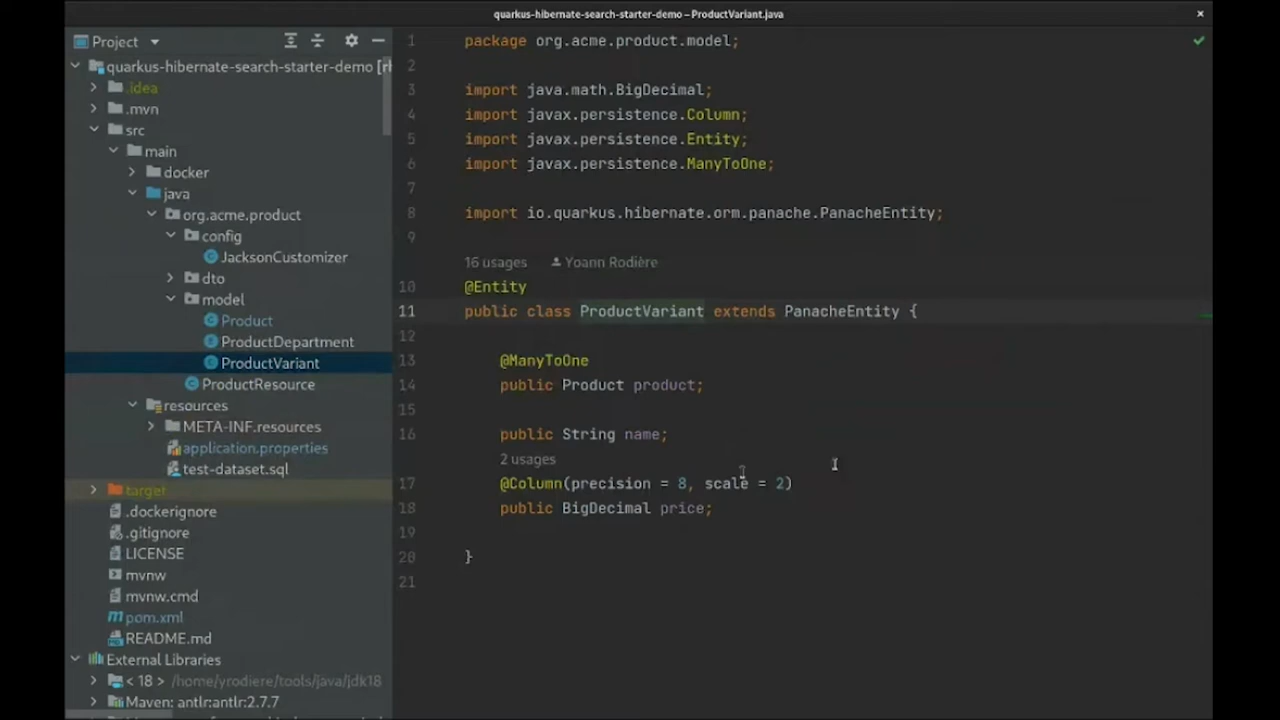 quarkus-hibernate-search-starter-demo – ProductVariant.java
Project
quarkus-hibernate-search-starter-demo [rh
.idea
.mvn
src
main
docker
java
org.acme.product
config
JacksonCustomizer
dto
model
Product
ProductDepartment
ProductVariant
ProductResource
resources
META-INF.resources
application.properties
test-dataset.sql
target
.dockerignore
.gitignore
LICENSE
mvnw
mvnw.cmd
pom.xml
README.md
External Libraries
< 18 > /home/yrodiere/tools/java/jdk18
Maven: antlr:antlr:2.7.7
1 package org.acme.product.model;
2
3 import java.math.BigDecimal;
4 import javax.persistence.Column;
5 import javax.persistence.Entity;
6 import javax.persistence.ManyToOne;
7
8 import io.quarkus.hibernate.orm.panache.PanacheEntity;
9
16 usages Yoann Rodière
10 @Entity
11 public class ProductVariant extends PanacheEntity {
12
13 @ManyToOne
14 public Product product;
15
16 public String name;
2 usages
17 @Column(precision = 8, scale = 2)
18 public BigDecimal price;
19
20 }
21